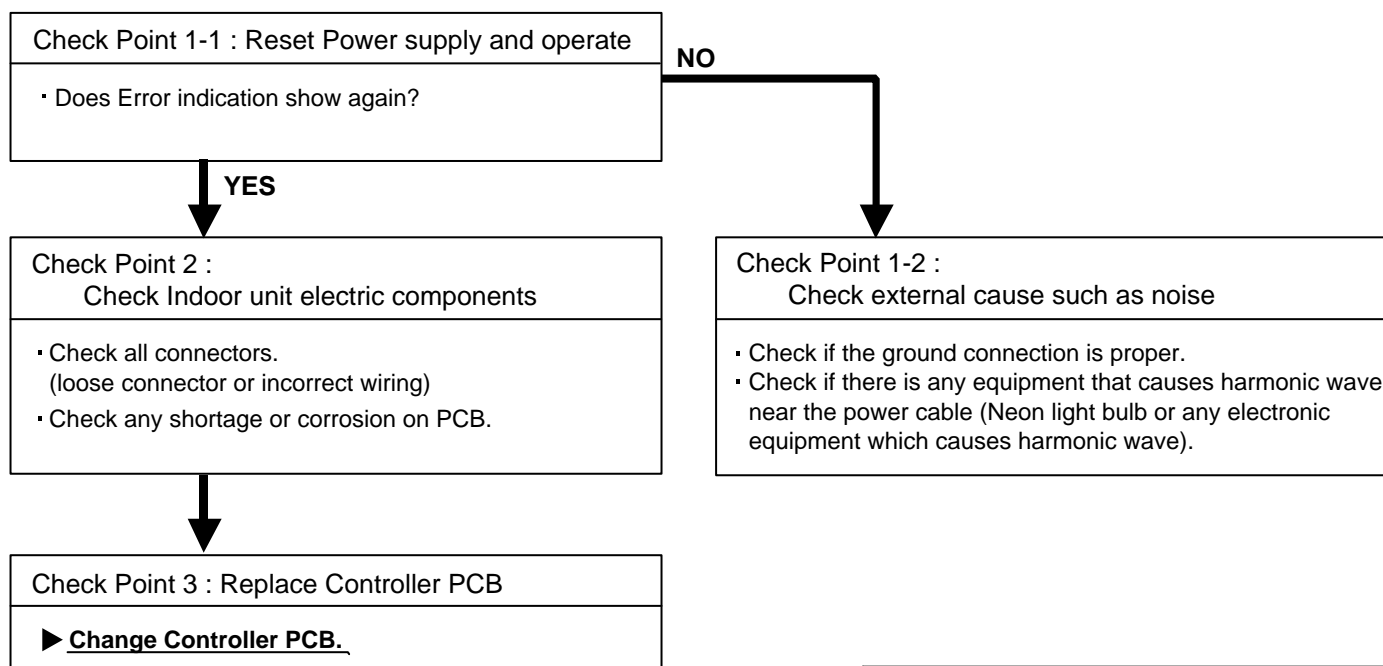 Check Point 1-1 : Reset Power supply and operate
· Does Error indication show again?
NO
YES
Check Point 2 :
Check Indoor unit electric components
· Check all connectors.
(loose connector or incorrect wiring)
· Check any shortage or corrosion on PCB.
Check Point 1-2 :
Check external cause such as noise
· Check if the ground connection is proper.
· Check if there is any equipment that causes harmonic wave
near the power cable (Neon light bulb or any electronic
equipment which causes harmonic wave).
Check Point 3 : Replace Controller PCB
▶ Change Controller PCB.